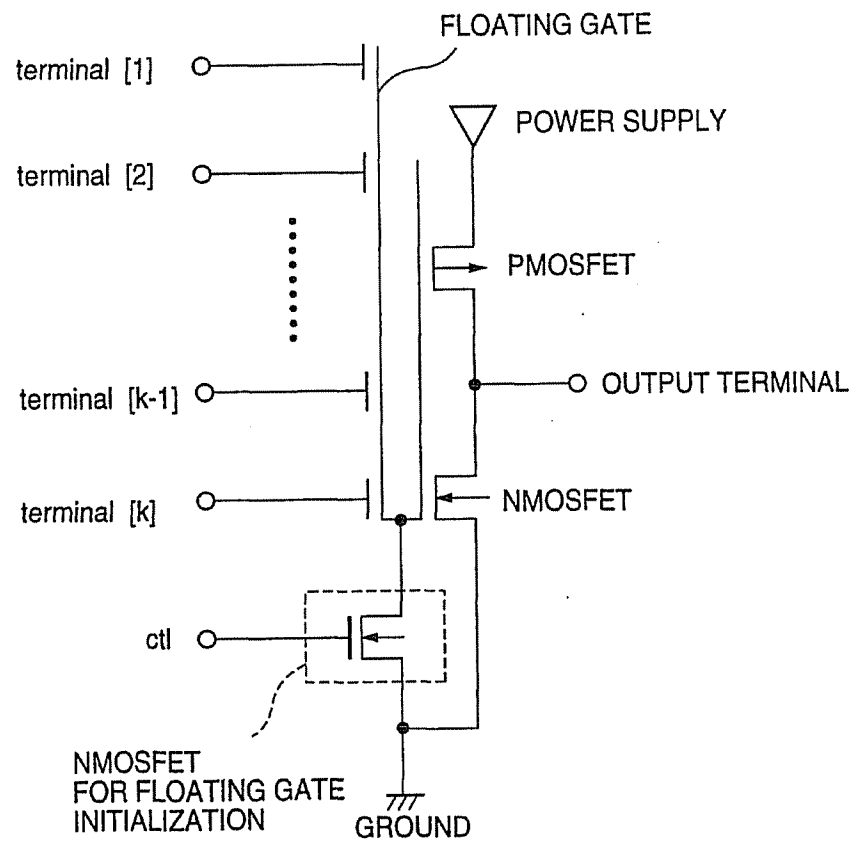 FLOATING GATE
terminal [1]
POWER SUPPLY
terminal [2]
PMOSFET
terminal [k-1]
OUTPUT TERMINAL
terminal [k]
NMOSFET
ctl
NMOSFET
FOR FLOATING GATE
INITIALIZATION
GROUND